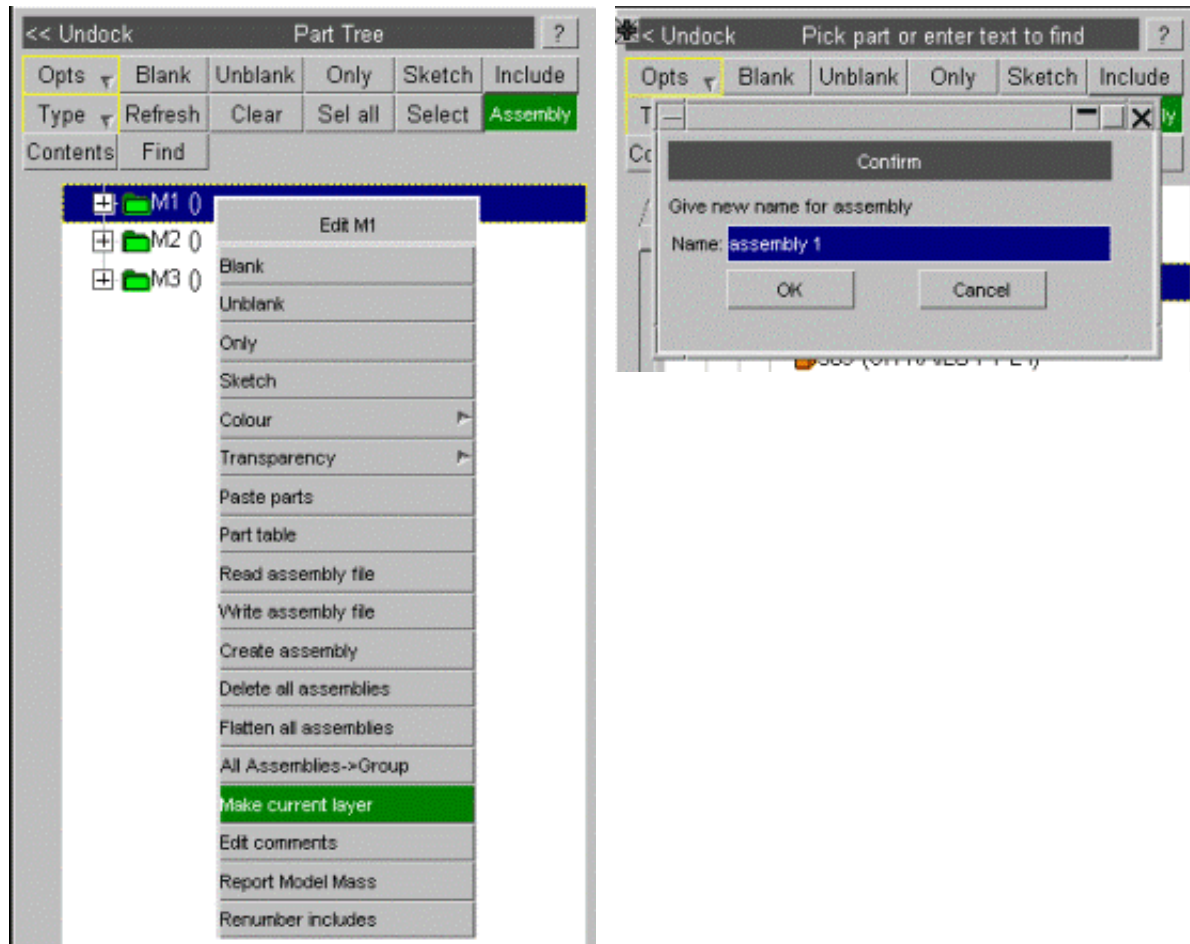 << Undock Part Tree ?
Opts Blank Unblank Only Sketch Include
Type Refresh Clear Sel all Select Assembly
Contents Find
M1 ()
M2 ()
M3 ()
Edit M1
Blank
Unblank
Only
Sketch
Colour
Transparency
Paste parts
Part table
Read assembly file
Write assembly file
Create assembly
Delete all assemblies
Flatten all assemblies
All Assemblies->Group
Make current layer
Edit comments
Report Model Mass
Renumber includes
< Undock Pick part or enter text to find ?
Opts Blank Unblank Only Sketch Include
Confirm
Give new name for assembly
Name: assembly 1
OK Cancel